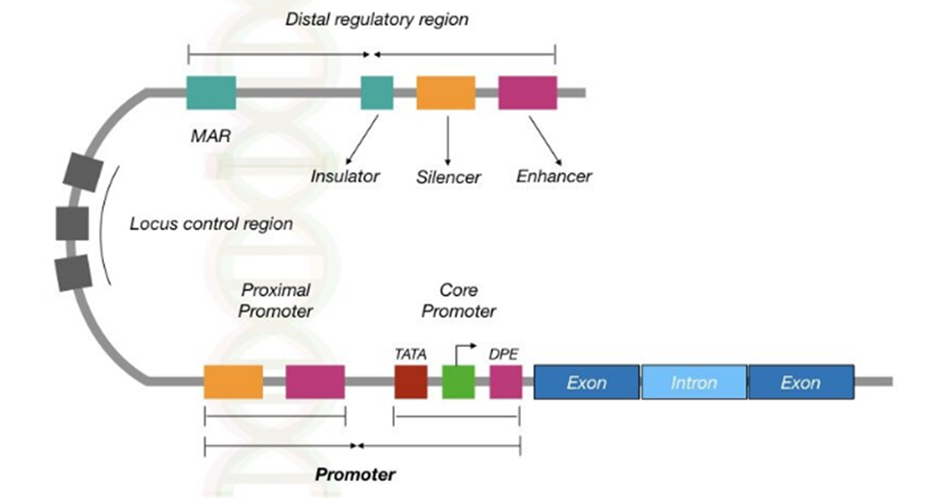 Distal regulatory region
MAR
Insulator
Silencer
Enhancer
Locus control region
Proximal
Promoter
Core
Promoter
TATA
DPE
Exon
Intron
Exon
Promoter